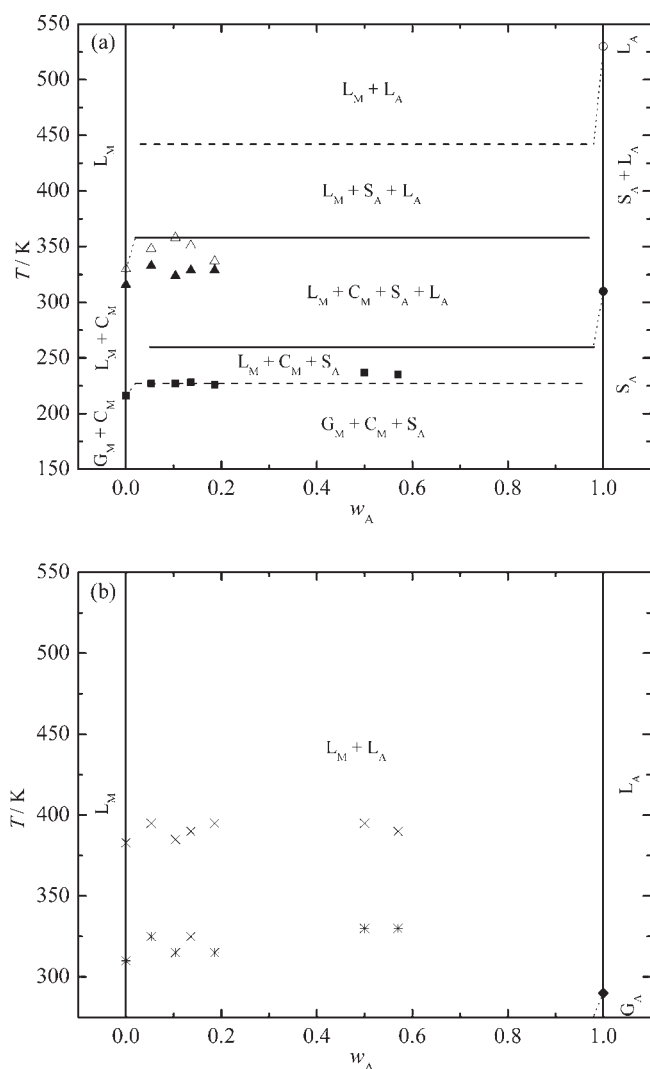 (a)
550
500
450
400
350
300
250
200
150
T / K
L_M
L_M + C_M
G_M + C_M
L_M + L_A
L_M + S_A + L_A
L_M + C_M + S_A + L_A
L_M + C_M + S_A
G_M + C_M + S_A
L_A
S_A + L_A
S_A
0.0 0.2 0.4 0.6 0.8 1.0
w_A
(b)
550
500
450
400
350
300
T / K
L_M
L_M + L_A
L_A
G_A
0.0 0.2 0.4 0.6 0.8 1.0
w_A